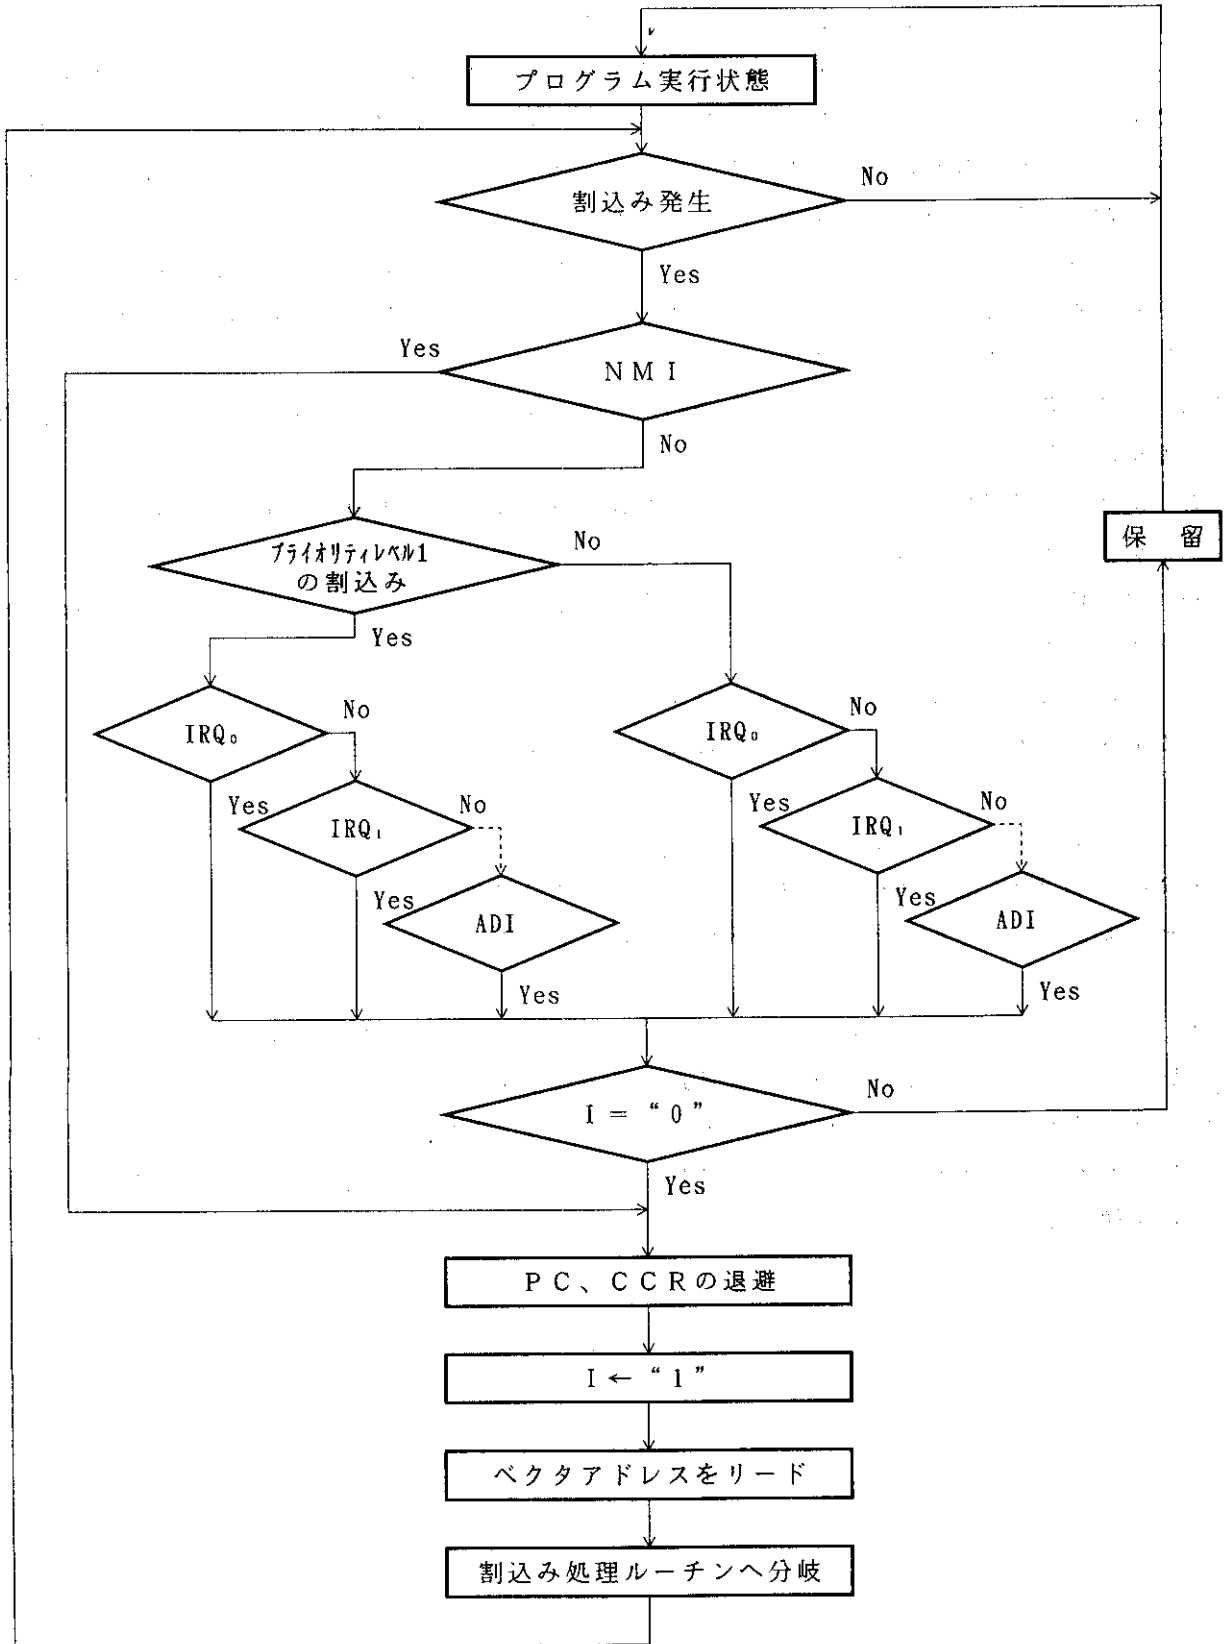 プログラム実行状態
割込み発生
No
Yes
Yes
NMI
No
プライオリティレベル1
の割込み
No
保 留
Yes
IRQ₀
No
IRQ₀
No
Yes
IRQ₁
No
Yes
IRQ₁
No
Yes
ADI
Yes
ADI
Yes
Yes
I = “0”
No
Yes
PC、CCRの退避
I ← “1”
ベクタアドレスをリード
割込み処理ルーチンへ分岐